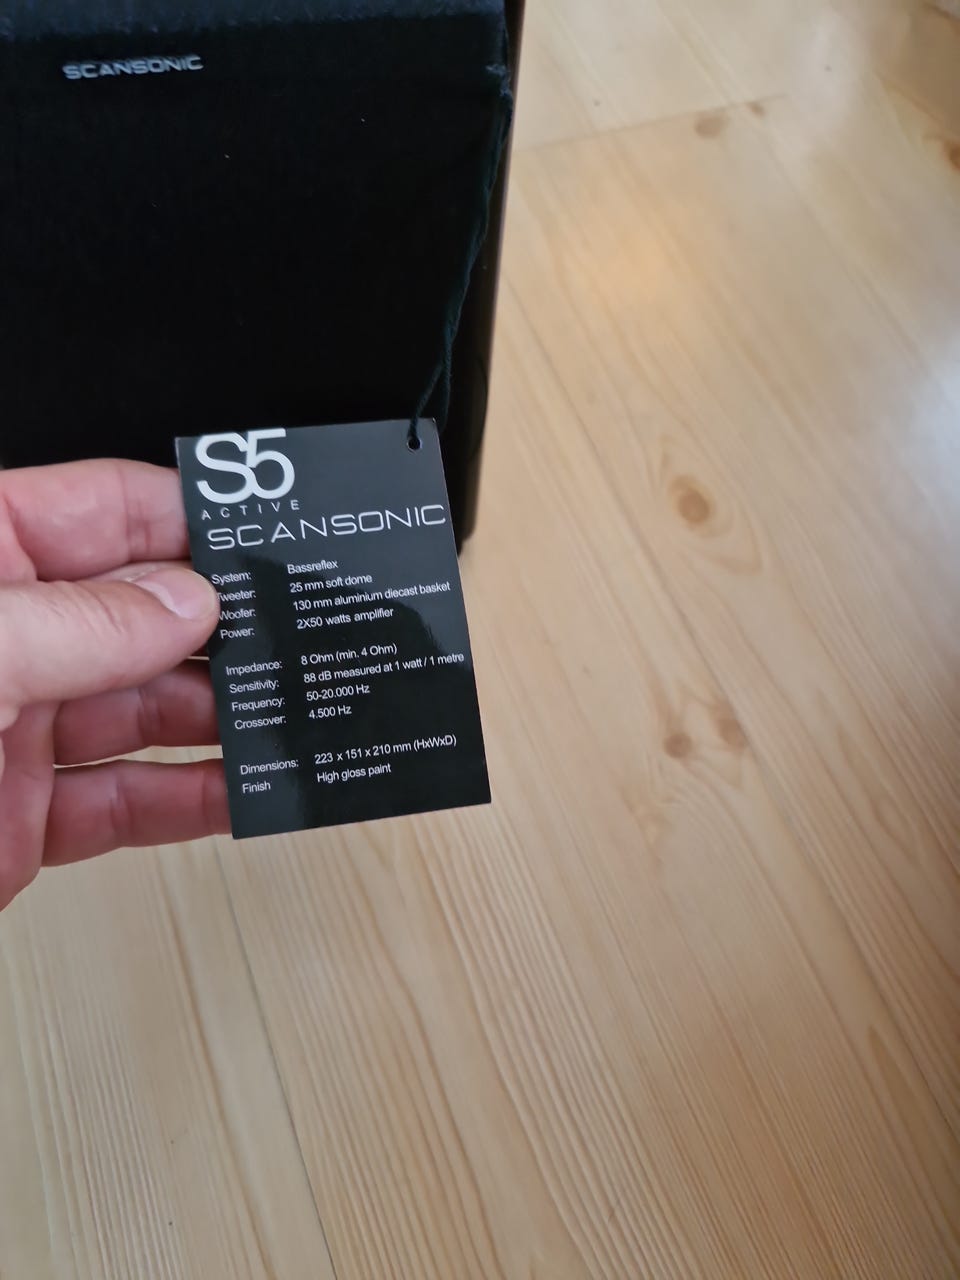 SCANSONIC
S5
ACTIVE
SCANSONIC
System: Bassreflex
Tweeter: 25 mm soft dome
Woofer: 130 mm aluminium diecast basket
Power: 2X50 watts amplifier
Impedance: 8 Ohm (min. 4 Ohm)
Sensitivity: 88 dB measured at 1 watt / 1 metre
Frequency: 50-20.000 Hz
Crossover: 4.500 Hz
Dimensions: 223 x 151 x 210 mm (HxWxD)
Finish High gloss paint